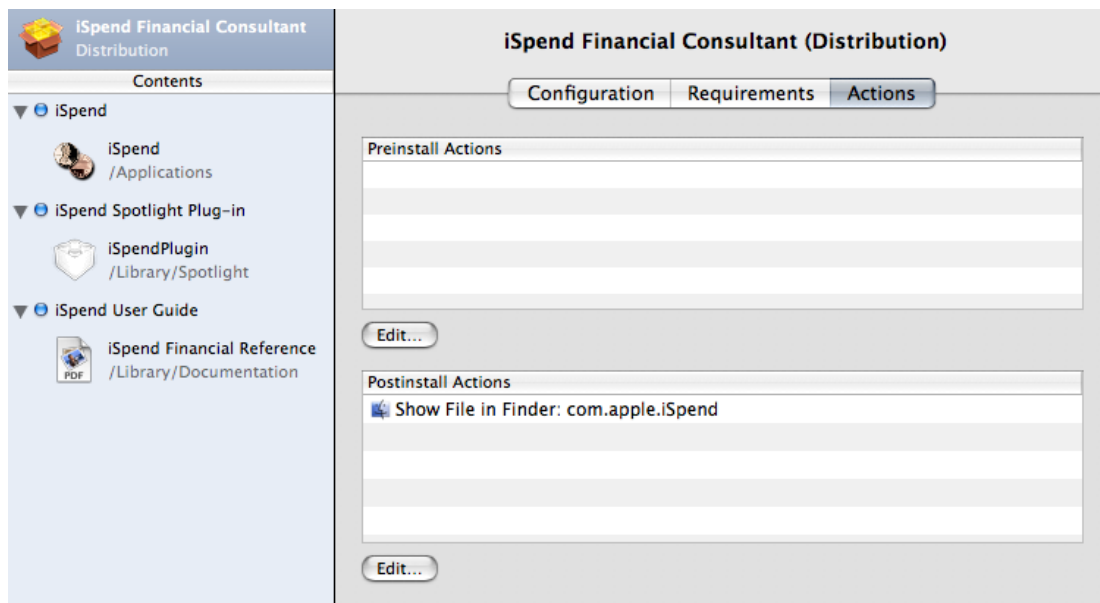 iSpend Financial Consultant
Distribution
Contents
iSpend
iSpend
/Applications
iSpend Spotlight Plug-in
iSpendPlugin
/Library/Spotlight
iSpend User Guide
PDF
iSpend Financial Reference
/Library/Documentation
iSpend Financial Consultant (Distribution)
Configuration Requirements Actions
Preinstall Actions
Edit...
Postinstall Actions
Show File in Finder: com.apple.iSpend
Edit...